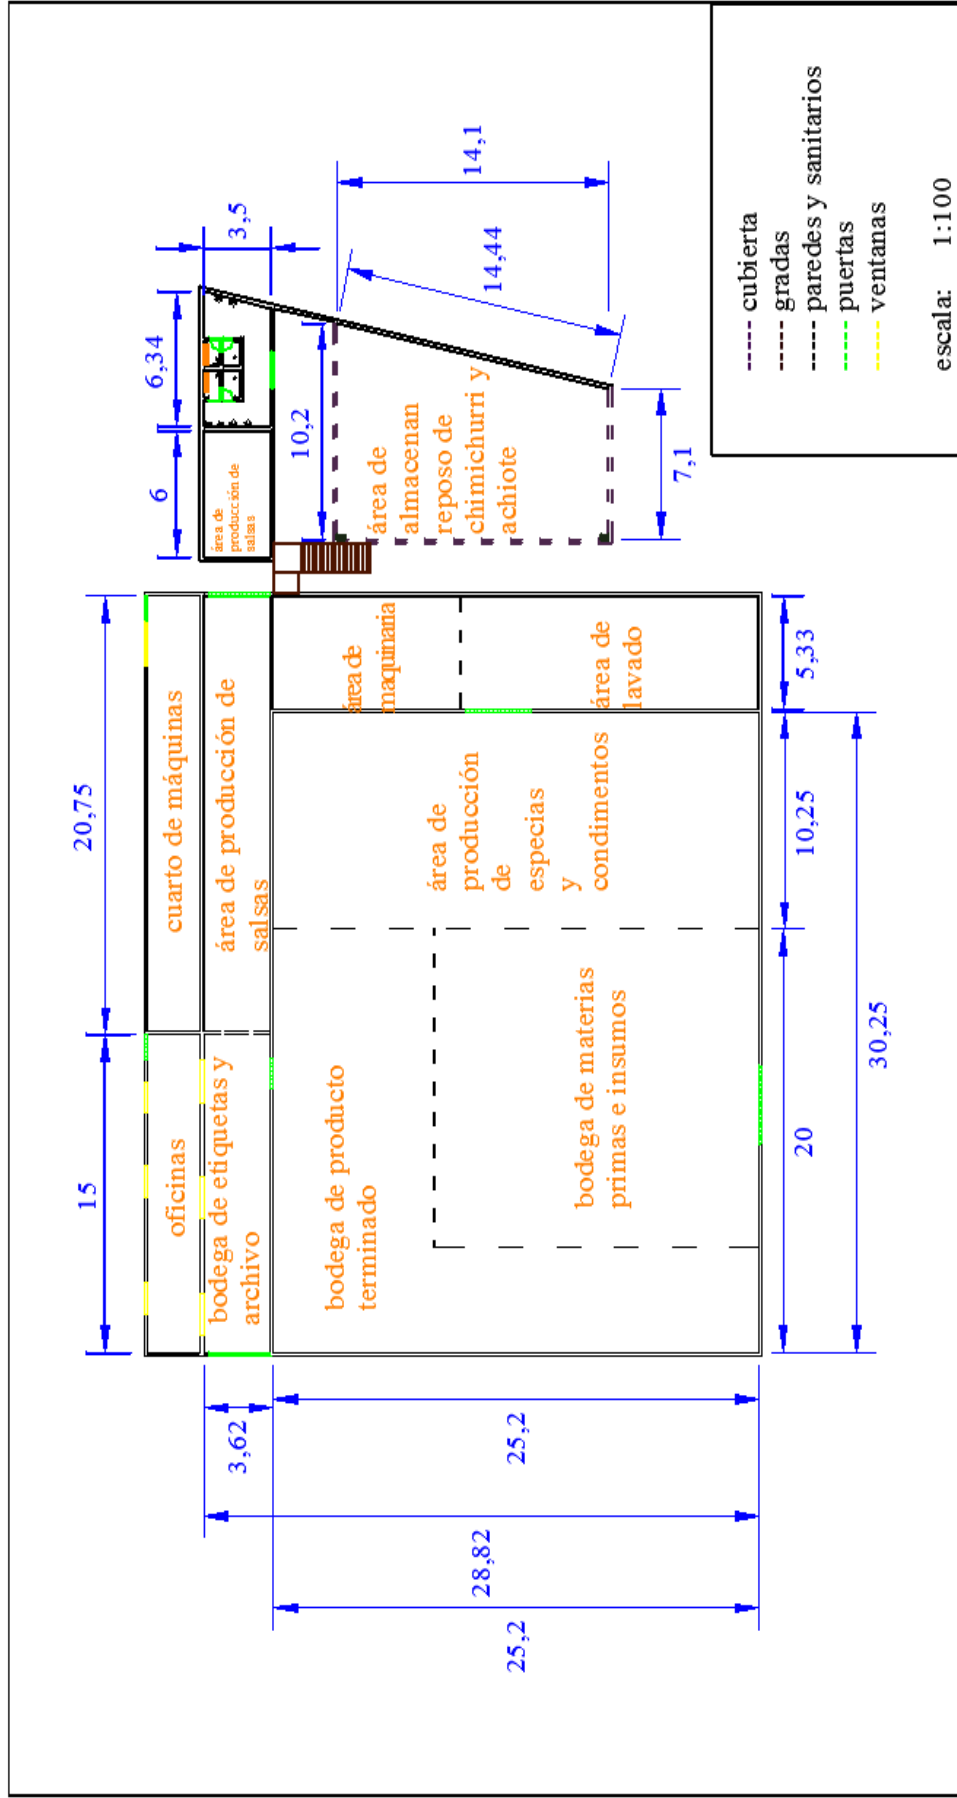 15
20,75
6
6,34
3,5
oficinas
cuarto de máquinas
bodega de etiquetas y
archivo
área de producción de
salsas
área de
producción de
salsas
3,62
25,2
28,82
25,2
bodega de producto
terminado
bodega de materias
primas e insumos
área de
producción
de
especias
y
condimentos
área de
maquinaria
área de
lavado
10,2
área de
almacenan
reposo de
chimichurri y
achiote
14,44
14,1
7,1
20
10,25
5,33
30,25
cubierta
gradas
paredes y sanitarios
puertas
ventanas
escala: 1:100